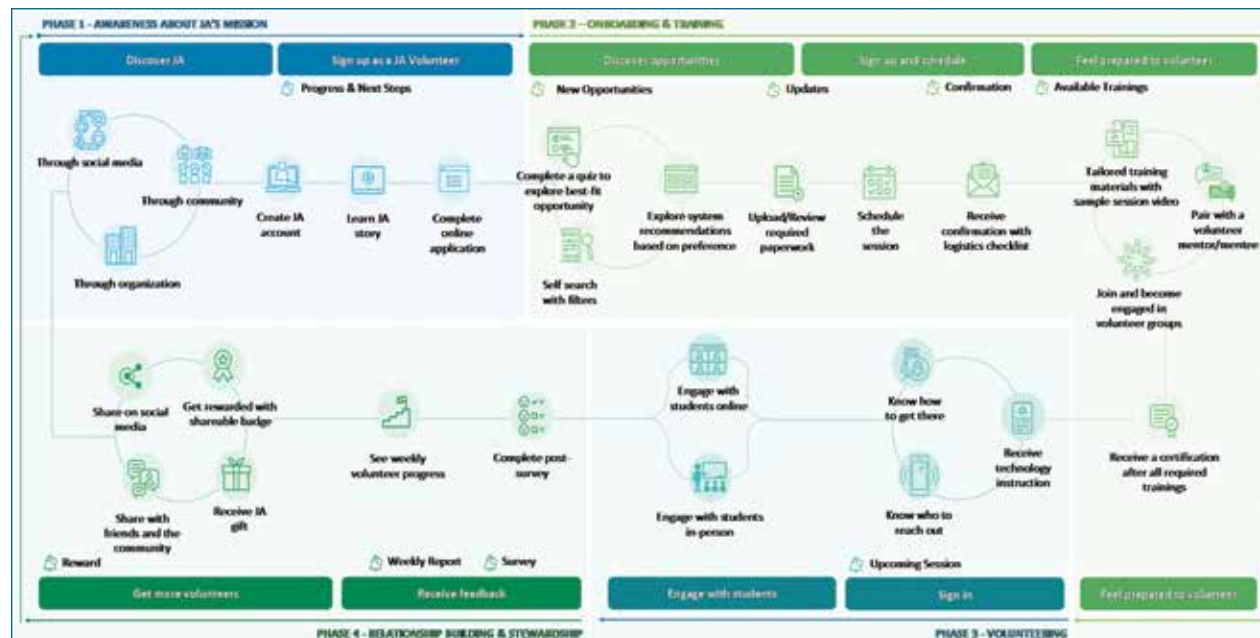 PHASE 1 - AWARENESS ABOUT JA'S MISSION
PHASE 2 - ONBOARDING & TRAINING
Discover JA
Sign up as a JA Volunteer
Discover opportunities
Sign up and schedule
Feel prepared to volunteer
Progress & Next Steps
New Opportunities
Updates
Confirmation
Available Trainings
Through social media
Through community
Through organization
Create JA
account
Learn JA
story
Complete
online
application
Complete a quiz to
explore best-fit
opportunity
Self search
with filters
Explore system
recommendations
based on preference
Upload/Review
required
paperwork
Schedule
the
session
Receive
confirmation with
logistics checklist
Tailored training
materials with
sample session video
Pair with a
volunteer
mentor/mentee
Join and become
engaged in
volunteer groups
Share on social
media
Get rewarded with
shareable badge
Share with
friends and the
community
Receive JA
gift
See weekly
volunteer progress
Complete post-
survey
Engage with
students online
Engage with students
in-person
Know how
to get there
Know who to
reach out
Receive
technology
instruction
Receive a certification
after all required
trainings
Reward
Weekly Report
Survey
Upcoming Session
Get more volunteers
Receive feedback
Engage with students
Sign in
Feel prepared to volunteer
PHASE 4 - RELATIONSHIP BUILDING & STEWARDSHIP
PHASE 3 - VOLUNTEERING